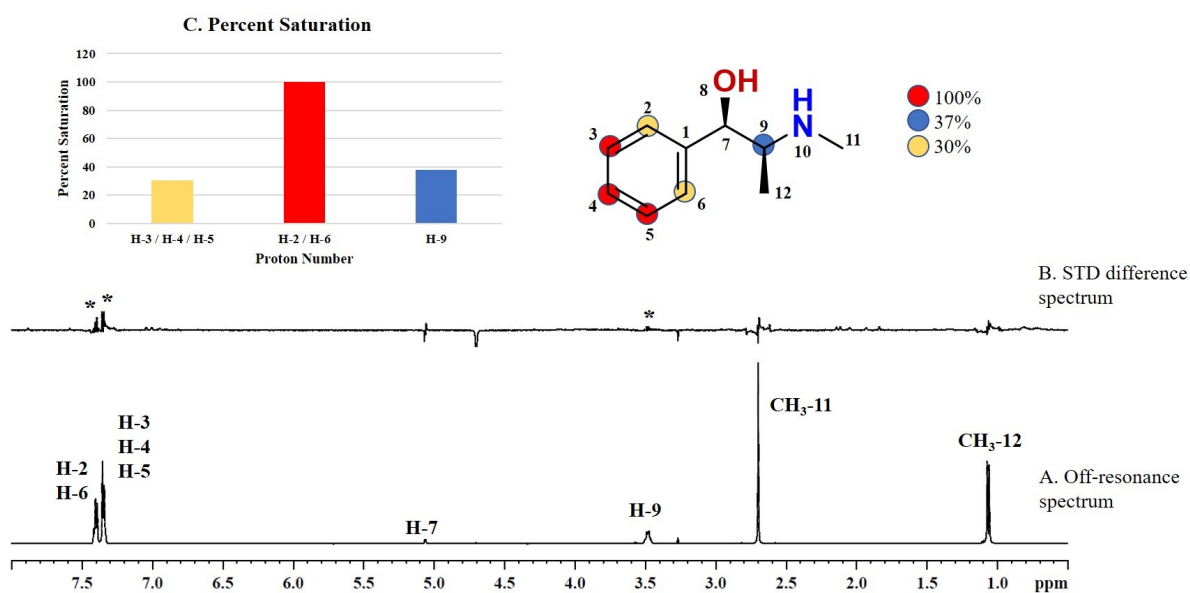 C. Percent Saturation
Percent Saturation
120
100
80
60
40
20
0
H-3 / H-4 / H-5
H-2 / H-6
H-9
Proton Number
OH
H
N
1
2
3
4
5
6
7
8
9
10
11
12
100%
37%
30%
B. STD difference
spectrum
*
*
*
H-2
H-6
H-3
H-4
H-5
H-7
H-9
CH₃-11
CH₃-12
A. Off-resonance
spectrum
7.5 7.0 6.5 6.0 5.5 5.0 4.5 4.0 3.5 3.0 2.5 2.0 1.5 1.0 ppm